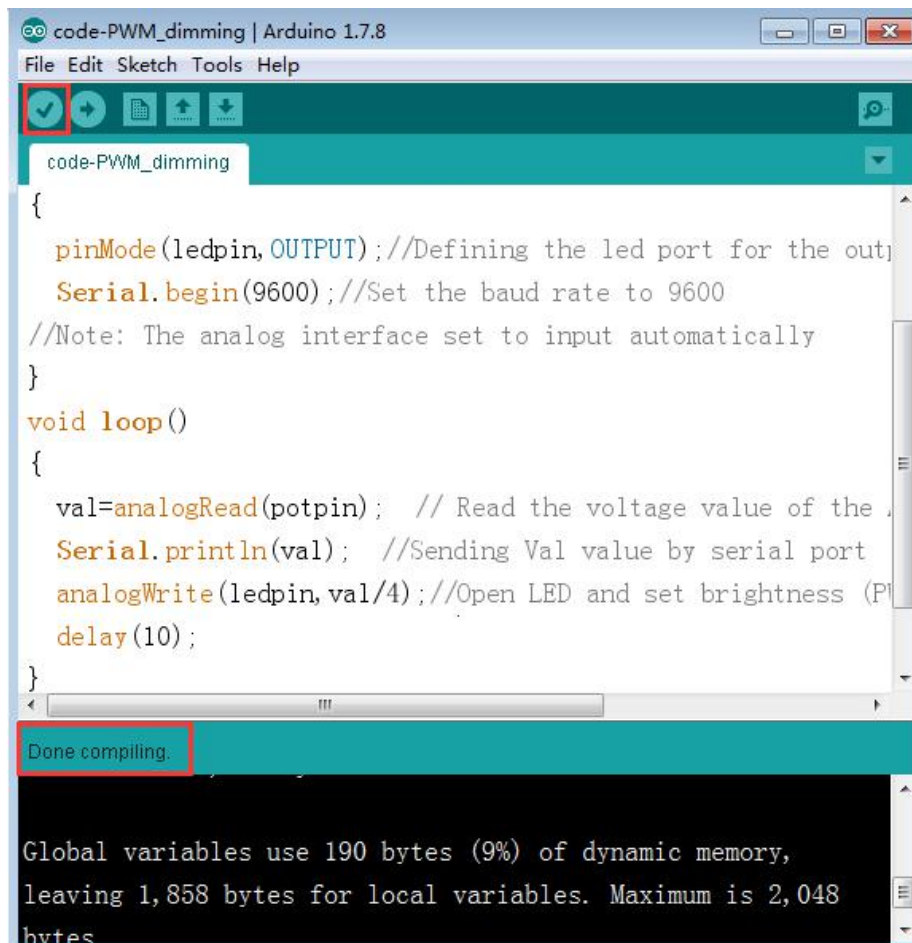 code-PWM_dimming | Arduino 1.7.8
File Edit Sketch Tools Help
code-PWM_dimming
{
pinMode(ledpin,OUTPUT);//Defining the led port for the
Serial.begin(9600);//Set the baud rate to 9600
//Note: The analog interface set to input automatically
}
void loop()
{
val=analogRead(potpin); // Read the voltage value of the
Serial.println(val); //Sending Val value by serial port
analogWrite(ledpin,val/4);//Open LED and set brightness
delay(10);
}
Done compiling.
Global variables use 190 bytes (9%) of dynamic memory,
leaving 1,858 bytes for local variables. Maximum is 2,048
bytes